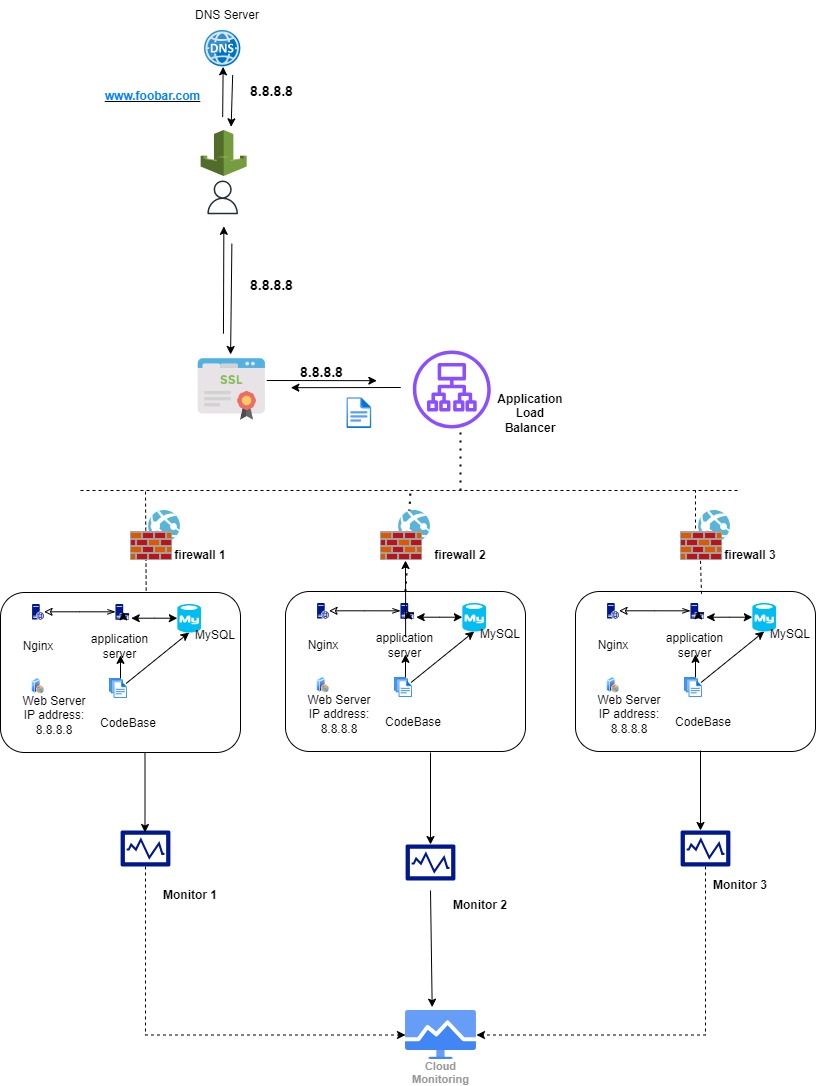 DNS Server
DNS
www.foobar.com
8.8.8.8
8.8.8.8
SSL
8.8.8.8
Application
Load
Balancer
firewall 1
firewall 2
firewall 3
Nginx
application
server
My
MySQL
Web Server
IP address:
8.8.8.8
CodeBase
Nginx
application
server
My
MySQL
Web Server
IP address:
8.8.8.8
CodeBase
Nginx
application
server
My
MySQL
Web Server
IP address:
8.8.8.8
CodeBase
Monitor 1
Monitor 2
Monitor 3
Cloud
Monitoring